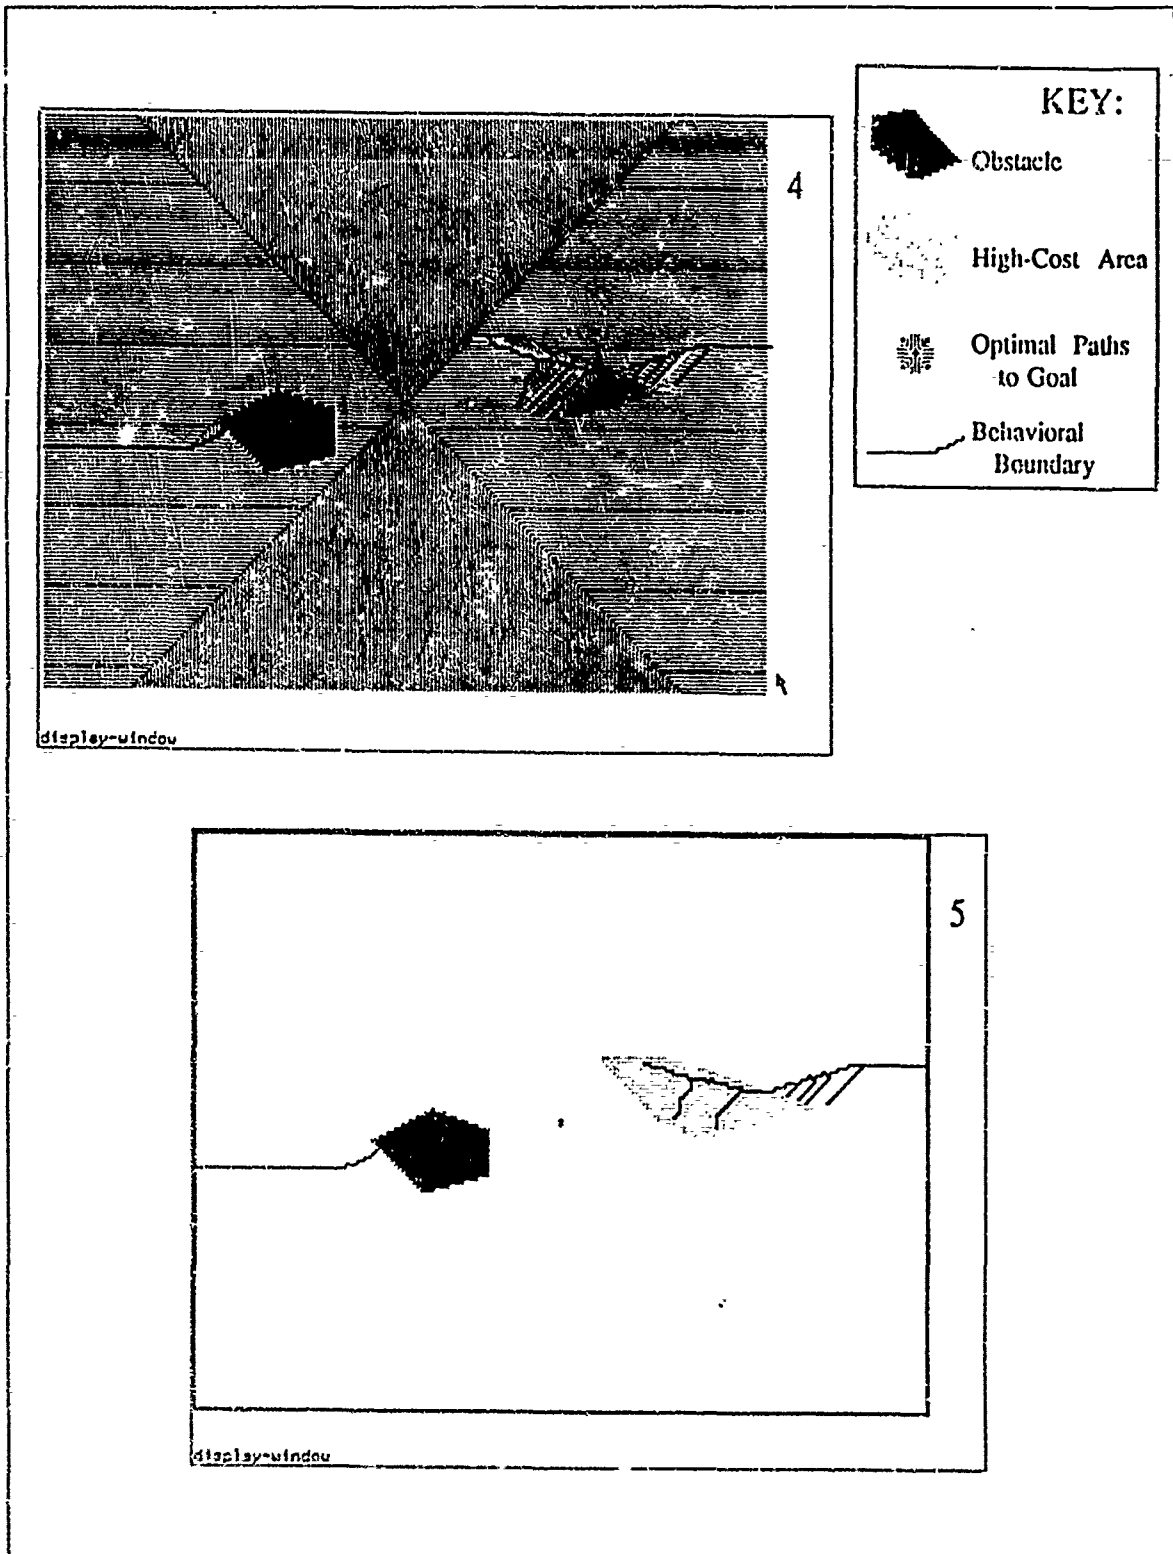 KEY:
Obstacle
High-Cost Area
Optimal Paths
to Goal
Behavioral
Boundary
4
display-window
5
display-window